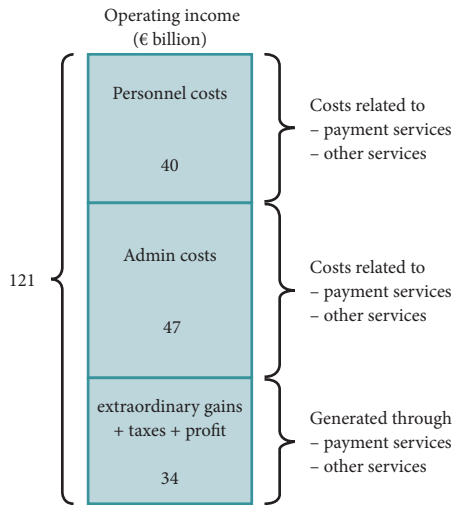 Operating income
(€ billion)
Personnel costs
40
Costs related to
– payment services
– other services
121
Admin costs
47
Costs related to
– payment services
– other services
extraordinary gains
+ taxes + profit
34
Generated through
– payment services
– other services